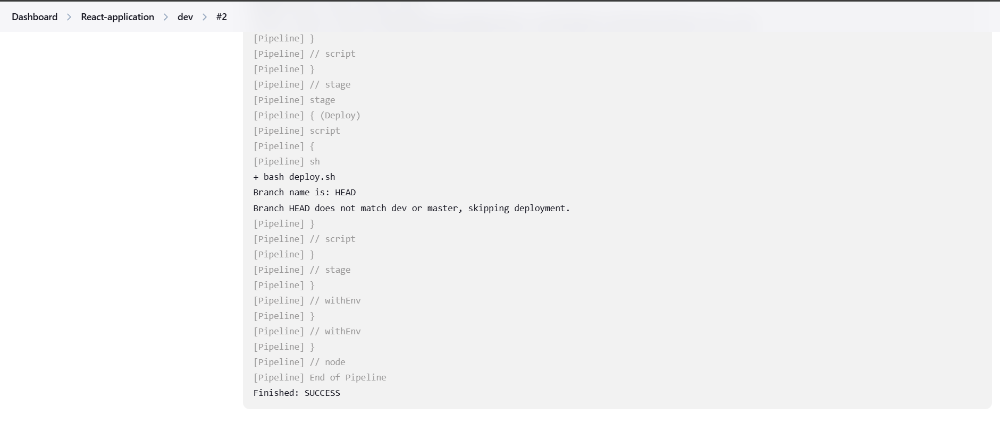 Dashboard > React-application > dev > #2
[Pipeline] }
[Pipeline] // script
[Pipeline] }
[Pipeline] // stage
[Pipeline] stage
[Pipeline] { (Deploy)
[Pipeline] script
[Pipeline] {
[Pipeline] sh
+ bash deploy.sh
Branch name is: HEAD
Branch HEAD does not match dev or master, skipping deployment.
[Pipeline] }
[Pipeline] // script
[Pipeline] }
[Pipeline] // stage
[Pipeline] }
[Pipeline] // withEnv
[Pipeline] }
[Pipeline] // withEnv
[Pipeline] }
[Pipeline] // node
[Pipeline] End of Pipeline
Finished: SUCCESS